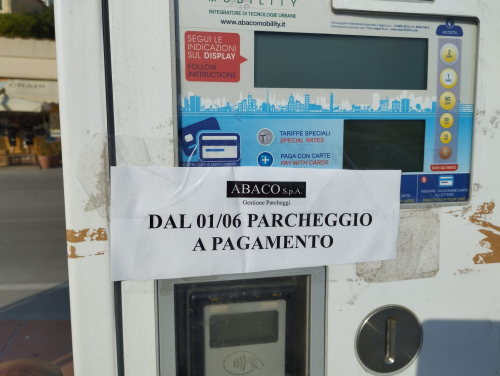 MOBILITY
INTEGRATORE DI TECNOLOGIE URBANE
www.abacomobility.it
SEGUI LE
INDICAZIONI
SUL DISPLAY
FOLLOW
INSTRUCTIONS
TARIFFE SPECIALI
SPECIAL RATES
PAGA CON CARTE
PAY WITH CARDS
ABACO S.p.A.
Gestione Parcheggi
DAL 01/06 PARCHEGGIO
A PAGAMENTO